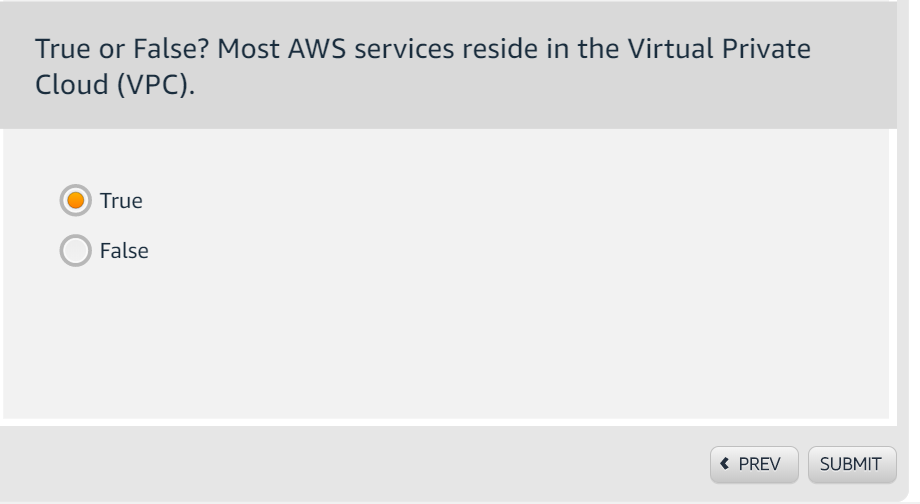 True or False? Most AWS services reside in the Virtual Private
Cloud (VPC).
True
False
PREV
SUBMIT